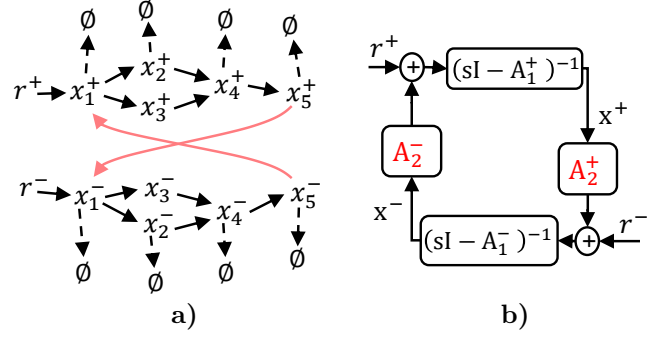 ∅ ∅ ∅ ∅
r⁺ x₁⁺ x₂⁺ x₃⁺ x₄⁺ x₅⁺
r⁻ x₁⁻ x₃⁻ x₂⁻ x₄⁻ x₅⁻
∅ ∅ ∅ ∅
a)
r⁺ + (sI − A₁⁺)⁻¹
x⁺
A₂⁻ A₂⁺
x⁻
(sI − A₁⁻)⁻¹ + r⁻
b)